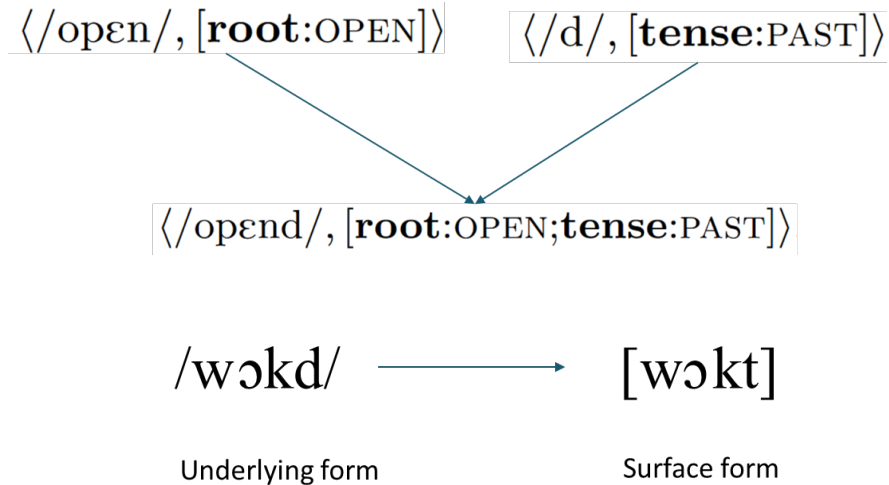 ⟨/opɛn/, [root:OPEN]⟩
⟨/d/, [tense:PAST]⟩
⟨/opɛnd/, [root:OPEN;tense:PAST]⟩
/wɔkd/
[wɔkt]
Underlying form
Surface form